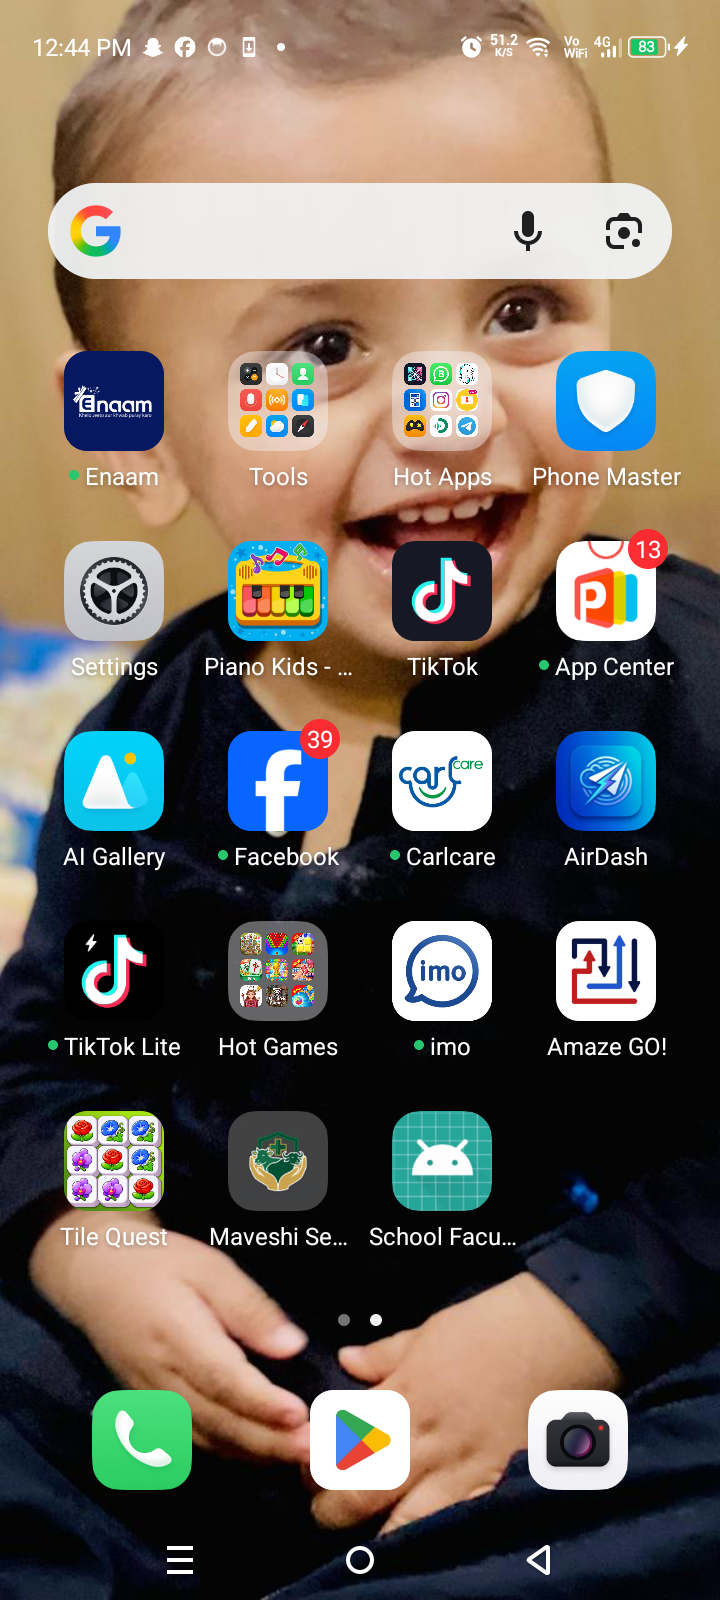 12:44 PM 51.2 K/S Vo WiFi 4G 83
Enaam
Enaam Tools Hot Apps Phone Master
13
Settings Piano Kids - ... TikTok App Center
39
carlcare
AI Gallery Facebook Carlcare AirDash
imo
TikTok Lite Hot Games imo Amaze GO!
Tile Quest Maveshi Se... School Facu...